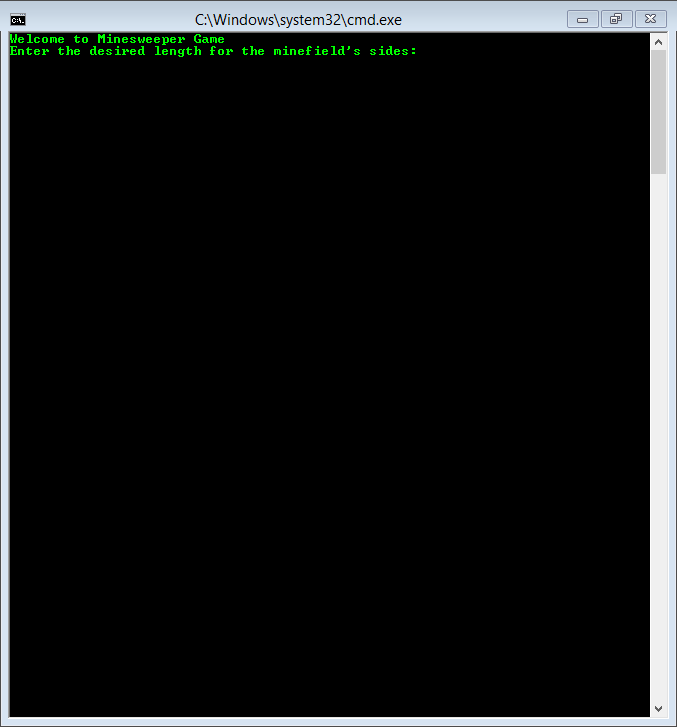 C:\Windows\system32\cmd.exe
Welcome to Minesweeper Game
Enter the desired length for the minefield's sides: